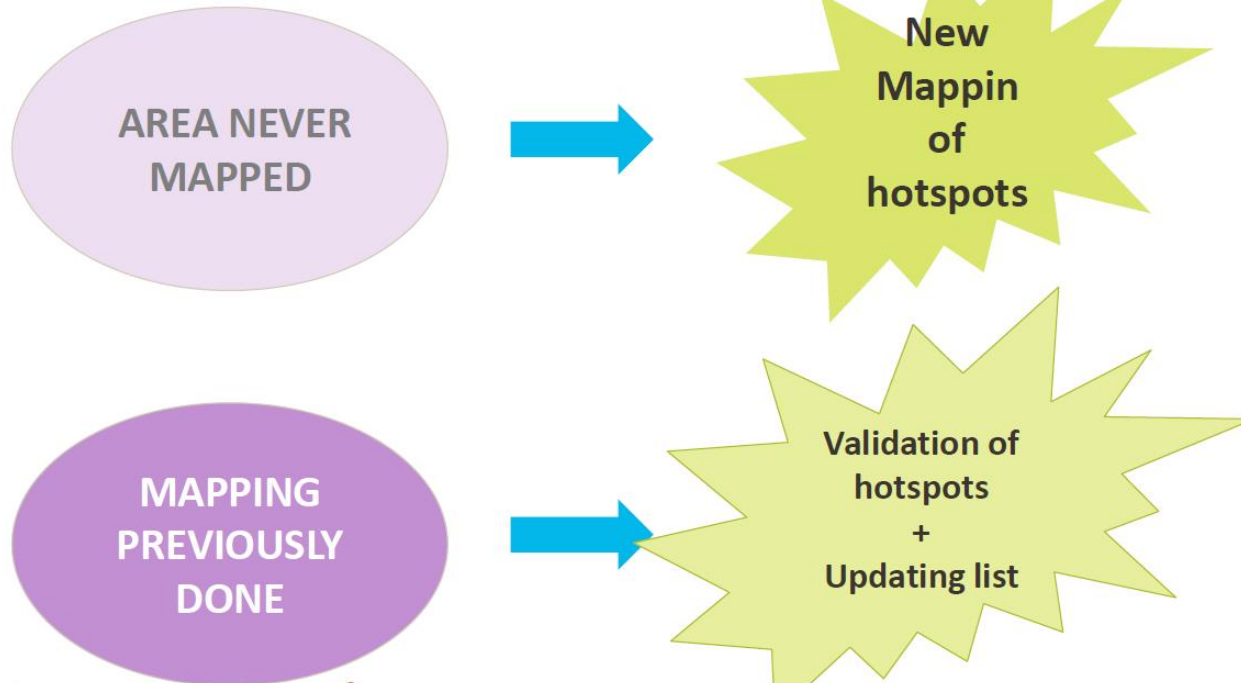 AREA NEVER
MAPPED
New
Mappin
of
hotspots
MAPPING
PREVIOUSLY
DONE
Validation of
hotspots
+
Updating list